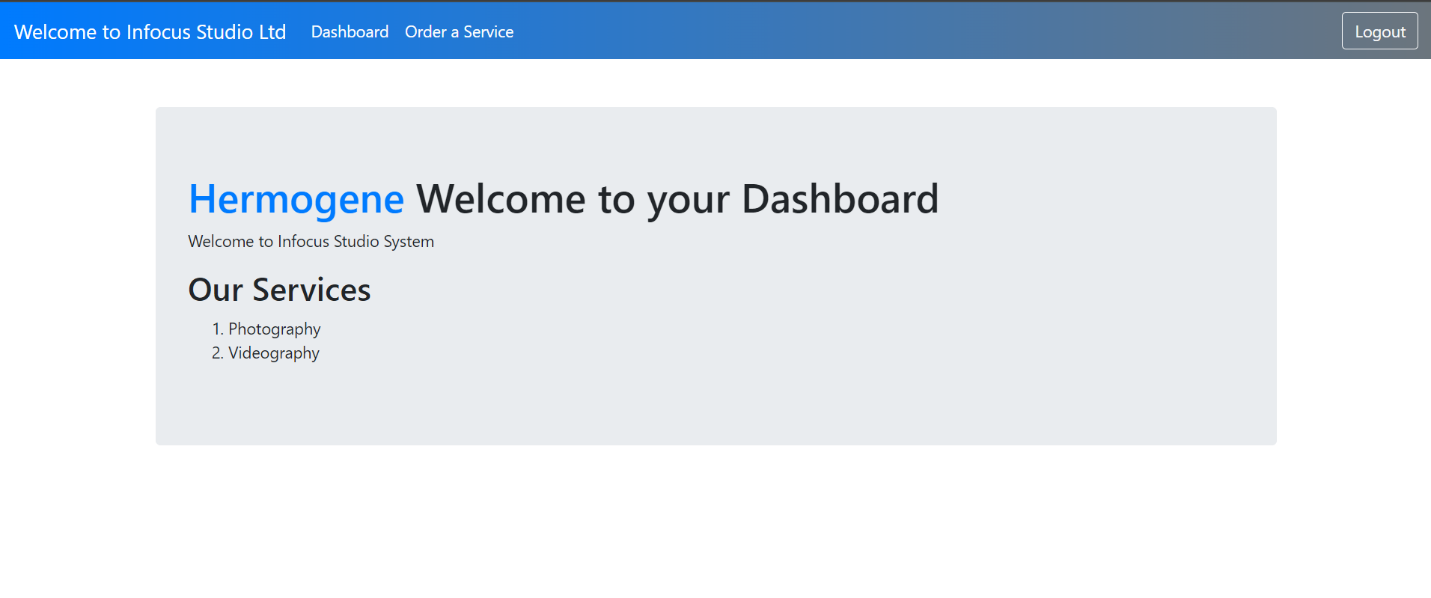 Welcome to Infocus Studio Ltd Dashboard Order a Service Logout
Hermogene Welcome to your Dashboard
Welcome to Infocus Studio System
Our Services
1. Photography
2. Videography